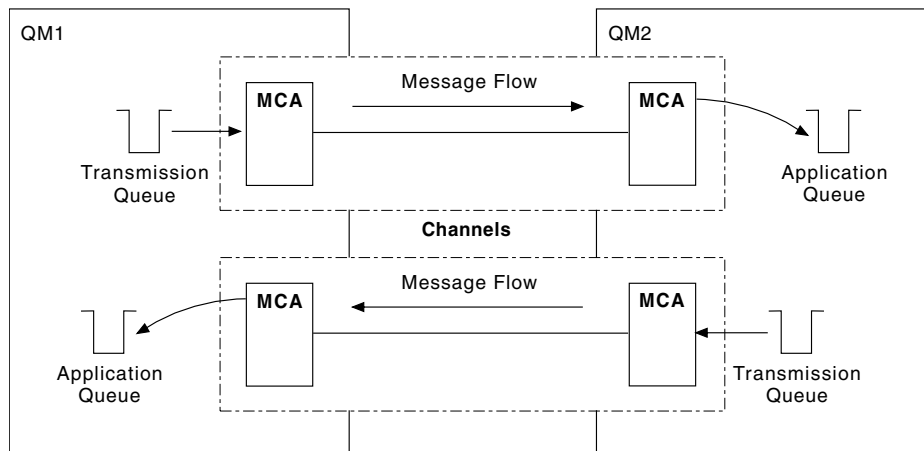 QM1
QM2
Message Flow
MCA
MCA
Transmission
Queue
Application
Queue
Channels
Message Flow
MCA
MCA
Application
Queue
Transmission
Queue